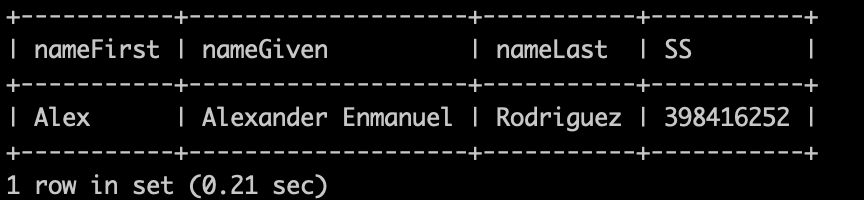 +-----------+--------------------+-----------+-----------+
| nameFirst | nameGiven          | nameLast  | SS        |
+-----------+--------------------+-----------+-----------+
| Alex      | Alexander Enmanuel | Rodriguez | 398416252 |
+-----------+--------------------+-----------+-----------+
1 row in set (0.21 sec)